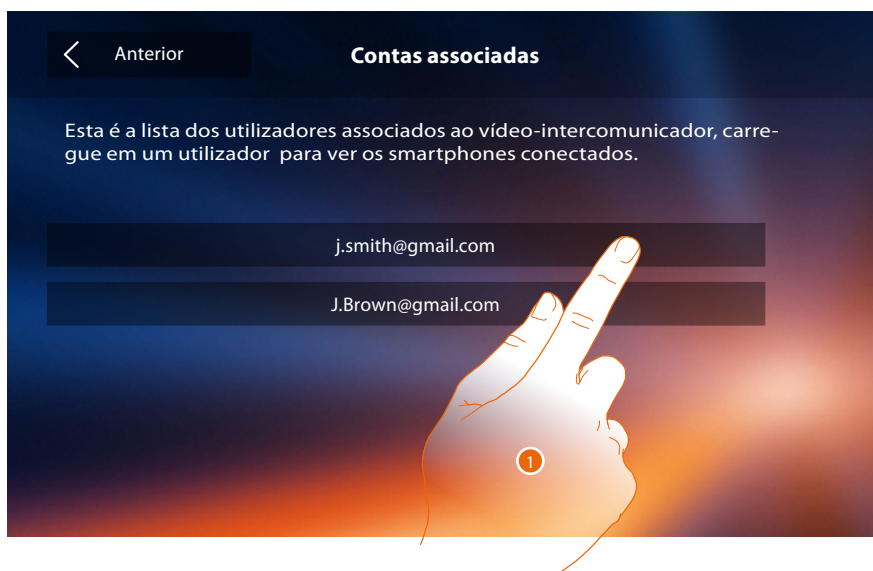 Anterior
Contas associadas
Esta é a lista dos utilizadores associados ao vídeo-intercomunicador, carre-
gue em um utilizador para ver os smartphones conectados.
j.smith@gmail.com
J.Brown@gmail.com
1